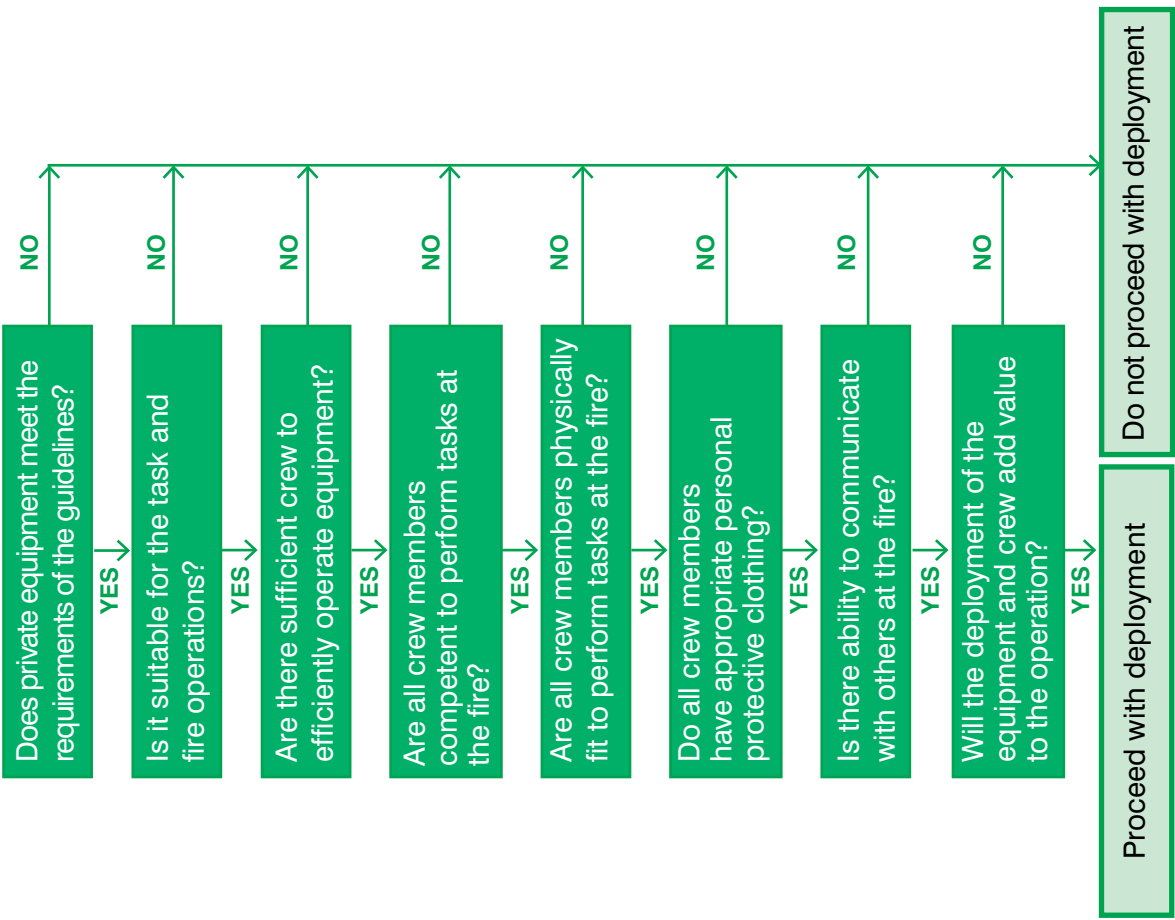 Does private equipment meet the
requirements of the guidelines?
NO
YES
Is it suitable for the task and
fire operations?
NO
YES
Are there sufficient crew to
efficiently operate equipment?
NO
YES
Are all crew members
competent to perform tasks at
the fire?
NO
YES
Are all crew members physically
fit to perform tasks at the fire?
NO
YES
Do all crew members
have appropriate personal
protective clothing?
NO
YES
Is there ability to communicate
with others at the fire?
NO
YES
Will the deployment of the
equipment and crew add value
to the operation?
NO
YES
Proceed with deployment
Do not proceed with deployment